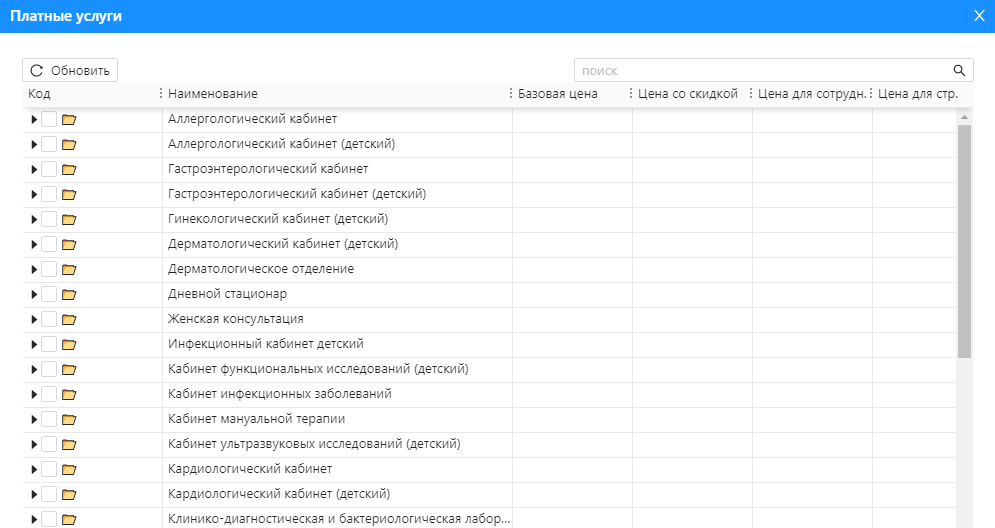 Платные услуги X
Обновить поиск
Код Наименование Базовая цена Цена со скидкой Цена для сотрудн. Цена для стр.
Аллергологический кабинет
Аллергологический кабинет (детский)
Гастроэнтерологический кабинет
Гастроэнтерологический кабинет (детский)
Гинекологический кабинет (детский)
Дерматологический кабинет (детский)
Дерматологическое отделение
Дневной стационар
Женская консультация
Инфекционный кабинет детский
Кабинет функциональных исследований (детский)
Кабинет инфекционных заболеваний
Кабинет мануальной терапии
Кабинет ультразвуковых исследований (детский)
Кардиологический кабинет
Кардиологический кабинет (детский)
Клинико-диагностическая и бактериологическая лабор...